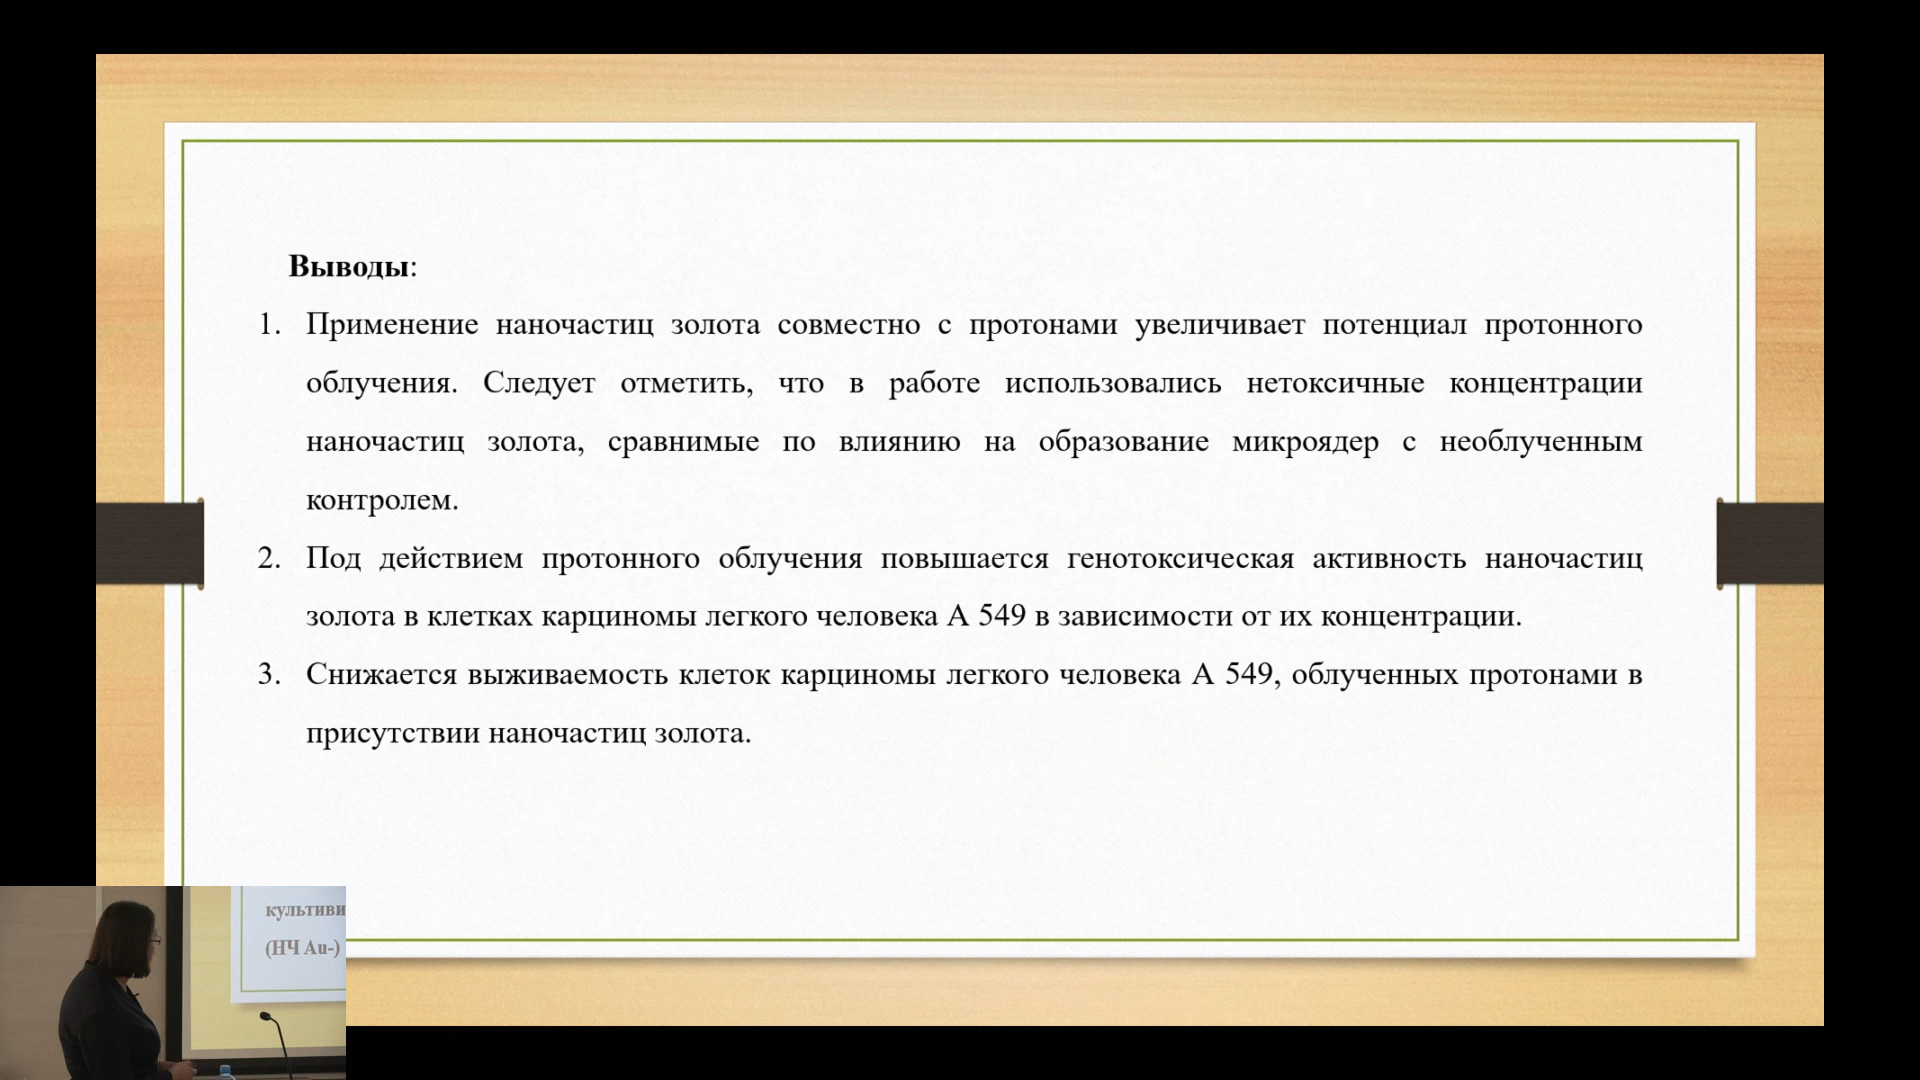 Выводы:
1. Применение наночастиц золота совместно с протонами увеличивает потенциал протонного
облучения. Следует отметить, что в работе использовались нетоксичные концентрации
наночастиц золота, сравнимые по влиянию на образование микроядер с необлученным
контролем.
2. Под действием протонного облучения повышается генотоксическая активность наночастиц
золота в клетках карциномы легкого человека А 549 в зависимости от их концентрации.
3. Снижается выживаемость клеток карциномы легкого человека А 549, облученных протонами в
присутствии наночастиц золота.
культиви
(НЧ Au-)